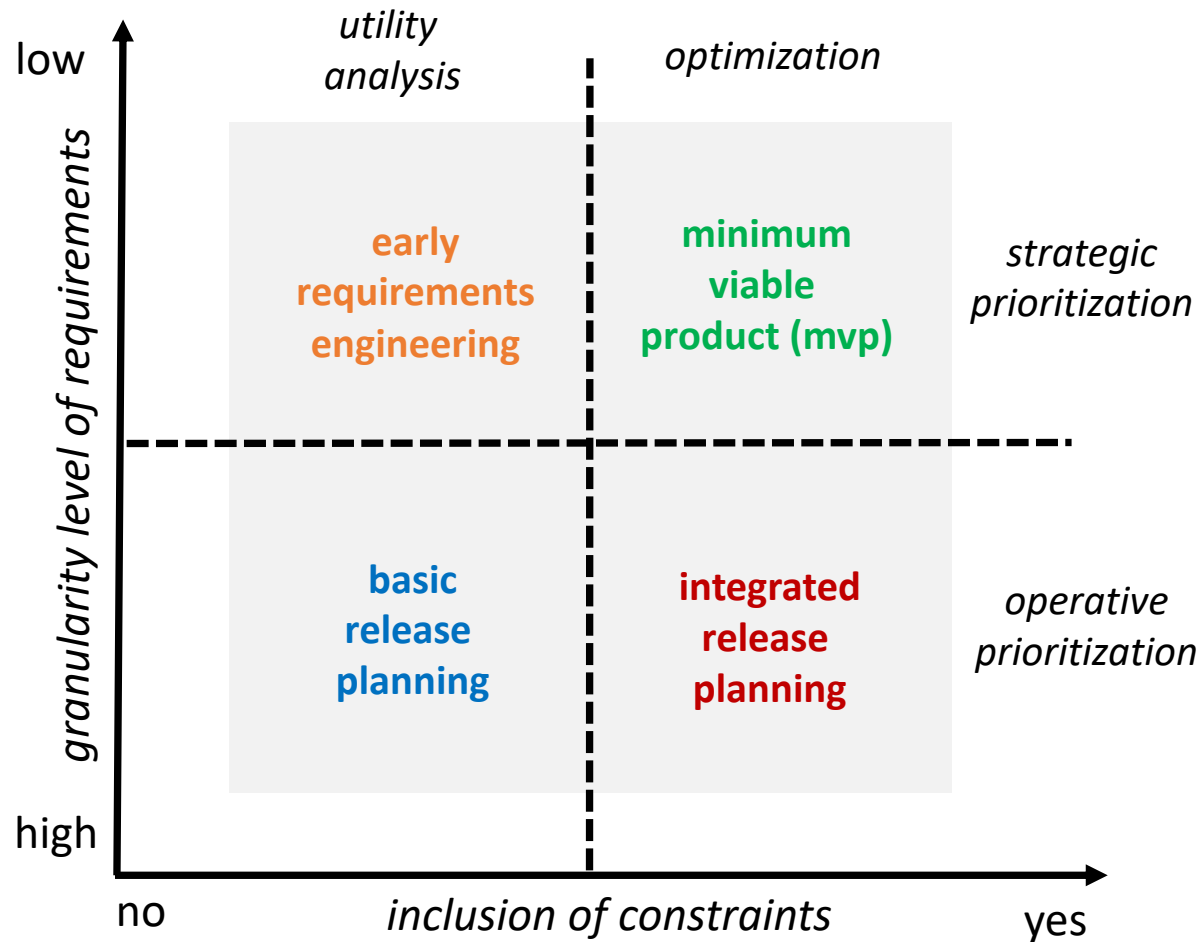 low
utility
analysis
optimization
granularity level of requirements
early
requirements
engineering
minimum
viable
product (mvp)
strategic
prioritization
basic
release
planning
integrated
release
planning
operative
prioritization
high
no
inclusion of constraints
yes